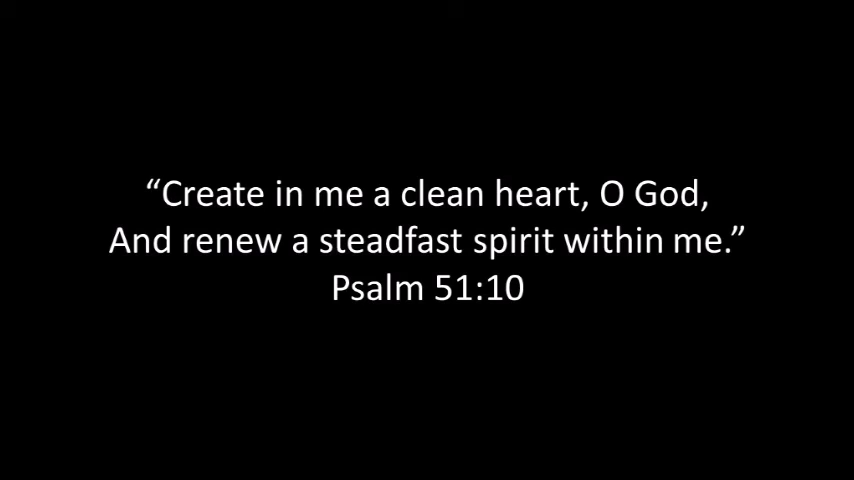 “Create in me a clean heart, O God,
And renew a steadfast spirit within me.”
Psalm 51:10